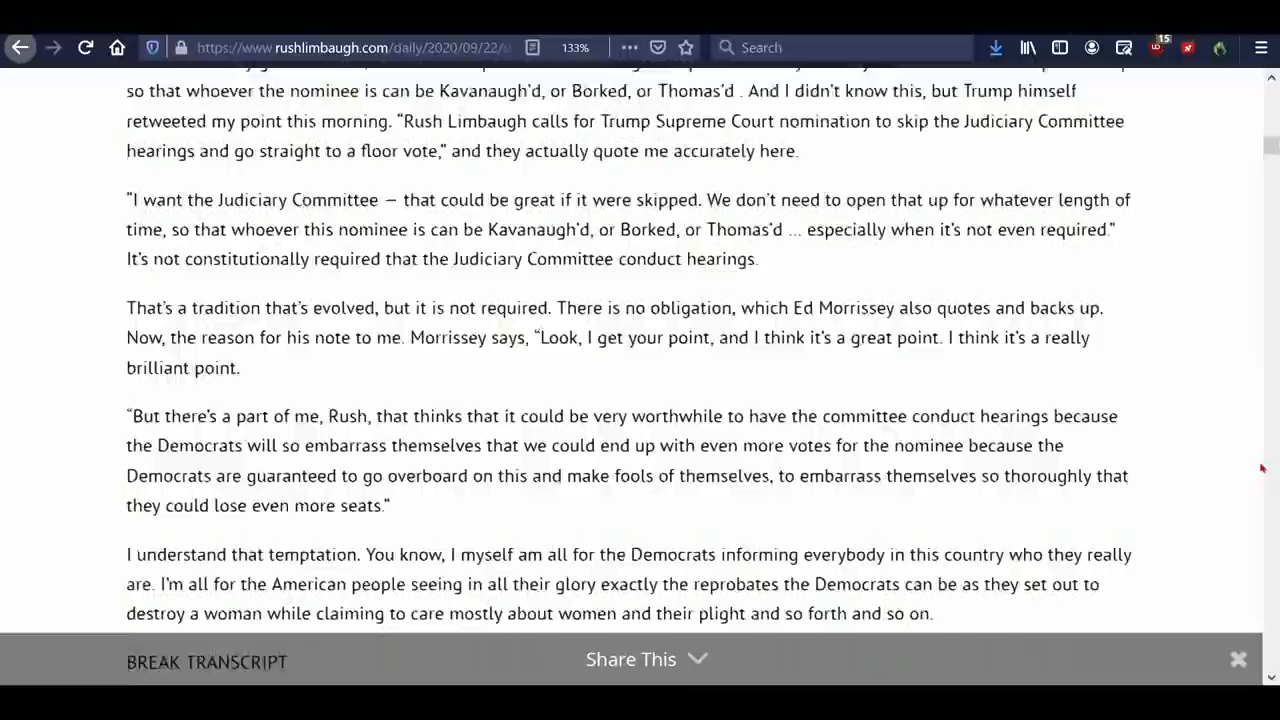 https://www.rushlimbaugh.com/daily/2020/09/22/
133%
Search
15
so that whoever the nominee is can be Kavanaugh’d, or Borked, or Thomas’d . And I didn’t know this, but Trump himself
retweeted my point this morning. “Rush Limbaugh calls for Trump Supreme Court nomination to skip the Judiciary Committee
hearings and go straight to a floor vote,” and they actually quote me accurately here.
“I want the Judiciary Committee — that could be great if it were skipped. We don’t need to open that up for whatever length of
time, so that whoever this nominee is can be Kavanaugh’d, or Borked, or Thomas’d ... especially when it’s not even required.”
It’s not constitutionally required that the Judiciary Committee conduct hearings.
That’s a tradition that’s evolved, but it is not required. There is no obligation, which Ed Morrissey also quotes and backs up.
Now, the reason for his note to me. Morrissey says, “Look, I get your point, and I think it’s a great point. I think it’s a really
brilliant point.
“But there’s a part of me, Rush, that thinks that it could be very worthwhile to have the committee conduct hearings because
the Democrats will so embarrass themselves that we could end up with even more votes for the nominee because the
Democrats are guaranteed to go overboard on this and make fools of themselves, to embarrass themselves so thoroughly that
they could lose even more seats.“
I understand that temptation. You know, I myself am all for the Democrats informing everybody in this country who they really
are. I’m all for the American people seeing in all their glory exactly the reprobates the Democrats can be as they set out to
destroy a woman while claiming to care mostly about women and their plight and so forth and so on.
BREAK TRANSCRIPT
Share This